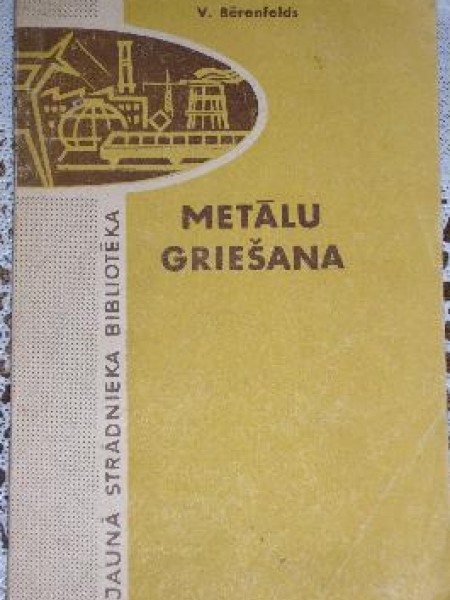 V. Bērenfelds
METĀLU
GRIEŠANA
JAUNĀ STRĀDNIEKA BIBLIOTĒKA